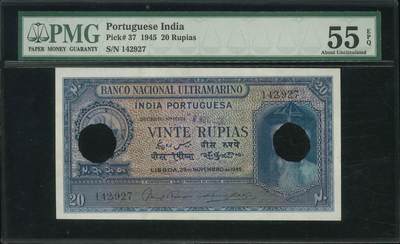 PMG
PAPER MONEY GUARANTY
Portuguese India
Pick# 37 1945 20 Rupias
S/N 142927
55 EPQ
About Uncirculated
BANCO NACIONAL ULTRAMARINO
INDIA PORTUGUESA
142927
VINTE RUPIAS
वीस रुपये
LISBOA, 29 DE NOVEMBRO DE 1945
20
142927